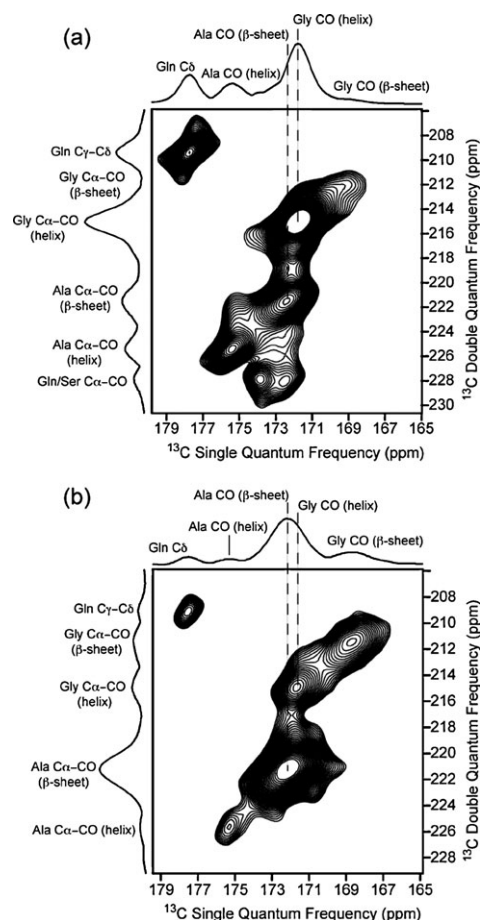 (a)
Ala CO (β-sheet)
Gly CO (helix)
Gln Cδ
Ala CO (helix)
Gly CO (β-sheet)
Gln Cγ–Cδ
Gly Cα–CO
(β-sheet)
Gly Cα–CO
(helix)
Ala Cα–CO
(β-sheet)
Ala Cα–CO
(helix)
Gln/Ser Cα–CO
208
210
212
214
216
218
220
222
224
226
228
230
13C Double Quantum Frequency (ppm)
179 177 175 173 171 169 167 165
13C Single Quantum Frequency (ppm)
(b)
Ala CO (β-sheet)
Gly CO (helix)
Ala CO (helix)
Gly CO (β-sheet)
Gln Cδ
Gln Cγ–Cδ
Gly Cα–CO
(β-sheet)
Gly Cα–CO
(helix)
Ala Cα–CO
(β-sheet)
Ala Cα–CO (helix)
208
210
212
214
216
218
220
222
224
226
228
13C Double Quantum Frequency (ppm)
179 177 175 173 171 169 167 165
13C Single Quantum Frequency (ppm)